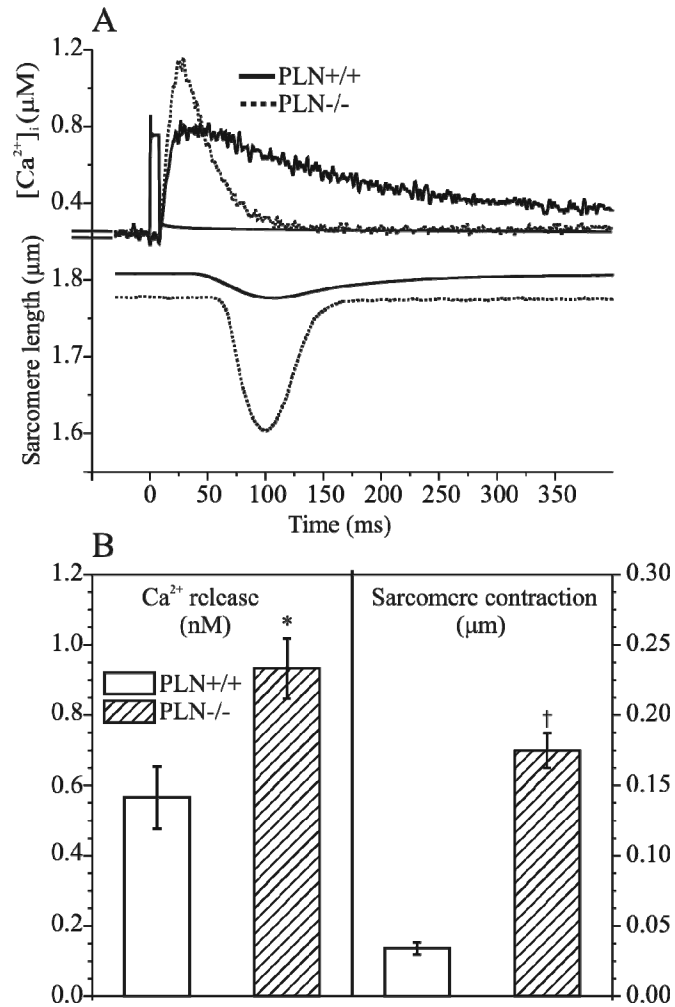 A
1.2
PLN+/+
PLN-/-
0.8
[Ca²⁺]ᵢ (µM)
0.4
Sarcomere length (µm)
1.8
1.7
1.6
0 50 100 150 200 250 300 350
Time (ms)
B
1.2 0.30
Ca²⁺ release Sarcomere contraction
(nM) (µm)
1.0 * 0.25
PLN+/+
PLN-/-
0.8 † 0.20
0.6 0.15
0.4 0.10
0.2 0.05
0.0 0.00